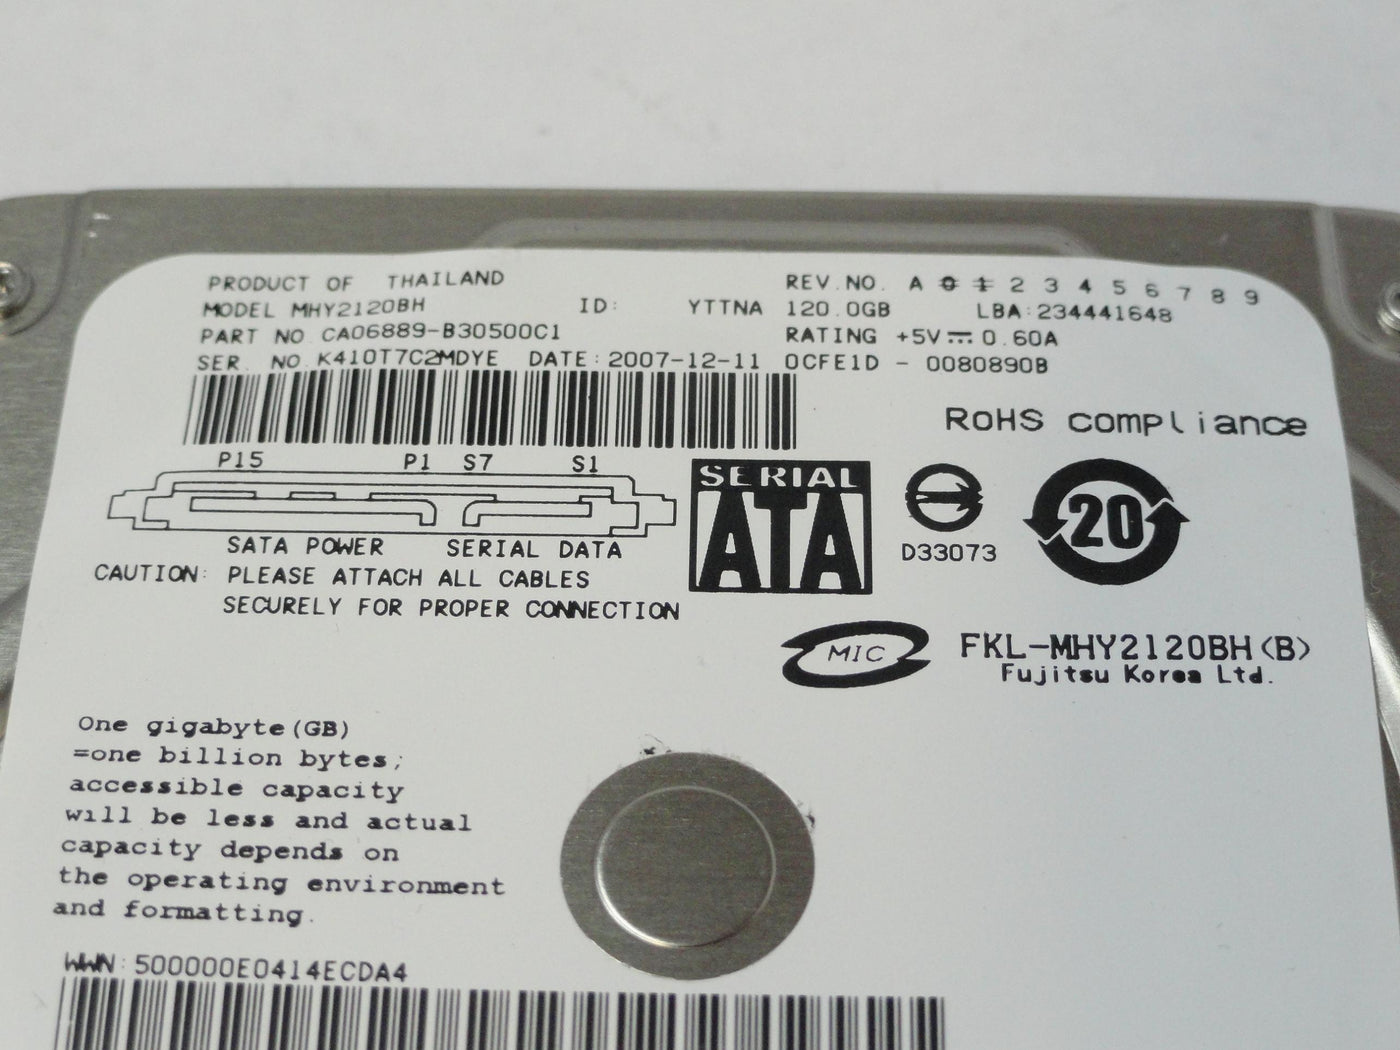 PRODUCT OF THAILAND REV.NO. A 0 1 2 3 4 5 6 7 8 9
MODEL MHY2120BH ID: YTTNA 120.0GB LBA:234441648
PART NO.CA06889-B30500C1 RATING +5V⎓0.60A
SER. NO.K410T7C2MDYE DATE:2007-12-11 0CFE1D - 0080890B
RoHS compliance
P15 P1 S7 S1
SERIAL
ATA
D33073
20
SATA POWER SERIAL DATA
CAUTION: PLEASE ATTACH ALL CABLES
SECURELY FOR PROPER CONNECTION
MIC FKL-MHY2120BH(B)
Fujitsu Korea Ltd.
One gigabyte(GB)
=one billion bytes;
accessible capacity
will be less and actual
capacity depends on
the operating environment
and formatting.
WWN:500000E0414ECDA4